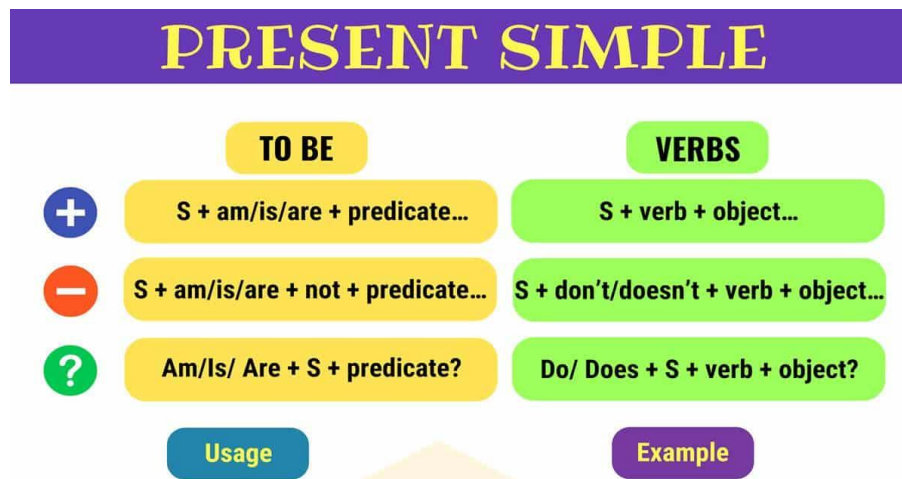 PRESENT SIMPLE
TO BE
VERBS
S + am/is/are + predicate...
S + verb + object...
S + am/is/are + not + predicate...
S + don't/doesn't + verb + object...
Am/Is/ Are + S + predicate?
Do/ Does + S + verb + object?
Usage
Example